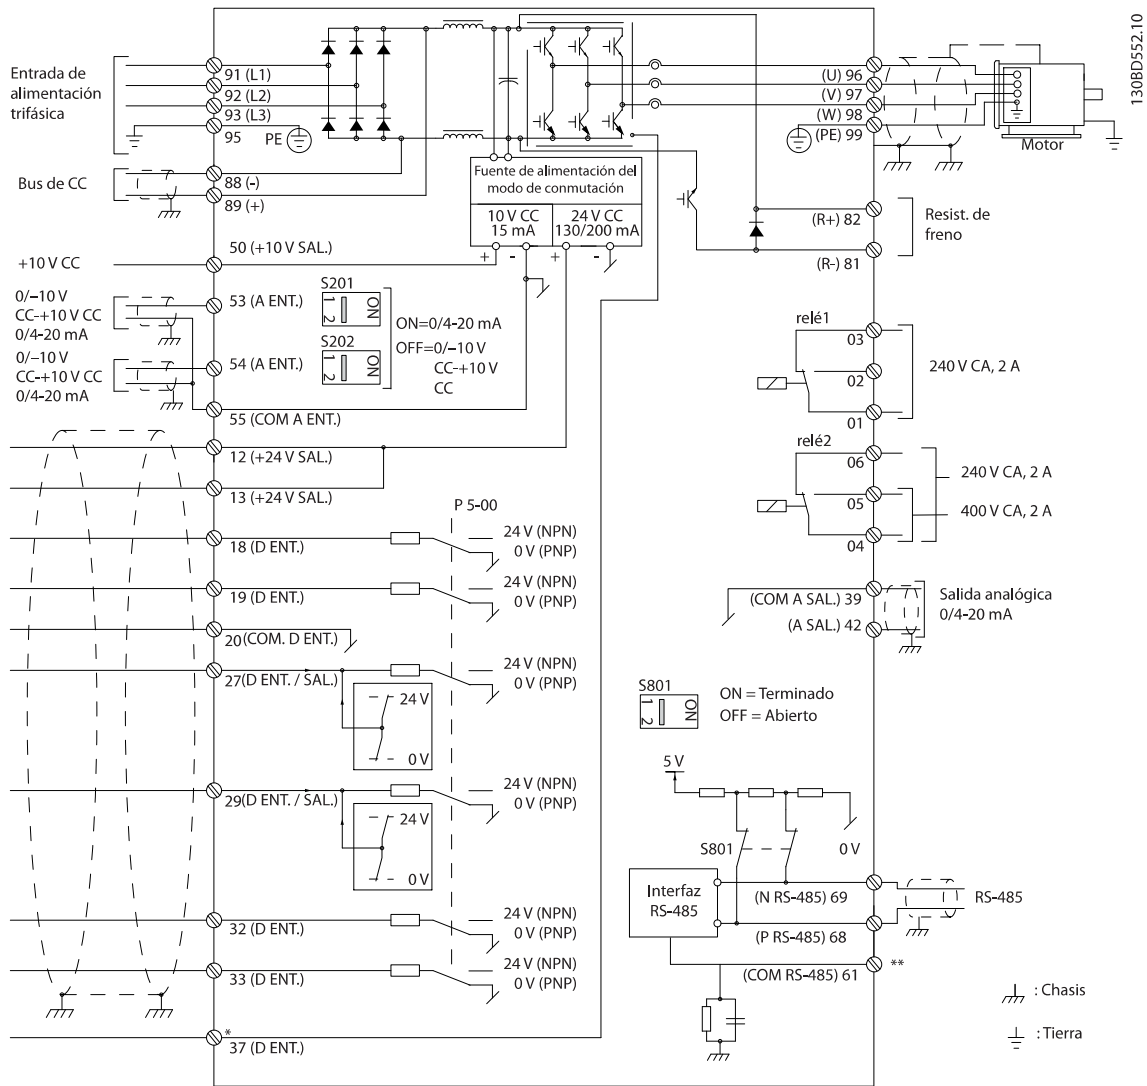 130BD552.10
Entrada de
alimentación
trifásica
91 (L1)
92 (L2)
93 (L3)
95
PE
(U) 96
(V) 97
(W) 98
(PE) 99
Motor
Bus de CC
88 (-)
89 (+)
Fuente de alimentación del
modo de conmutación
10 V CC
15 mA
24 V CC
130/200 mA
+ - + -
(R+) 82
(R-) 81
Resist. de
freno
+10 V CC
50 (+10 V SAL.)
0/−10 V
CC-+10 V CC
0/4-20 mA
53 (A ENT.)
0/−10 V
CC-+10 V CC
0/4-20 mA
54 (A ENT.)
55 (COM A ENT.)
S201
1 2 ON
S202
1 2 ON
ON=0/4-20 mA
OFF=0/−10 V
CC-+10 V
CC
relé1
03
02
01
240 V CA, 2 A
relé2
06
05
04
240 V CA, 2 A
400 V CA, 2 A
12 (+24 V SAL.)
13 (+24 V SAL.)
P 5-00
18 (D ENT.)
24 V (NPN)
0 V (PNP)
19 (D ENT.)
24 V (NPN)
0 V (PNP)
20 (COM. D ENT.)
27 (D ENT. / SAL.)
24 V (NPN)
0 V (PNP)
24 V
0 V
29 (D ENT. / SAL.)
24 V (NPN)
0 V (PNP)
24 V
0 V
32 (D ENT.)
24 V (NPN)
0 V (PNP)
33 (D ENT.)
24 V (NPN)
0 V (PNP)
*
37 (D ENT.)
(COM A SAL.) 39
(A SAL.) 42
Salida analógica
0/4-20 mA
S801
1 2 ON
ON = Terminado
OFF = Abierto
5 V
S801
0 V
Interfaz
RS-485
(N RS-485) 69
(P RS-485) 68
(COM RS-485) 61
RS-485
**
: Chasis
: Tierra